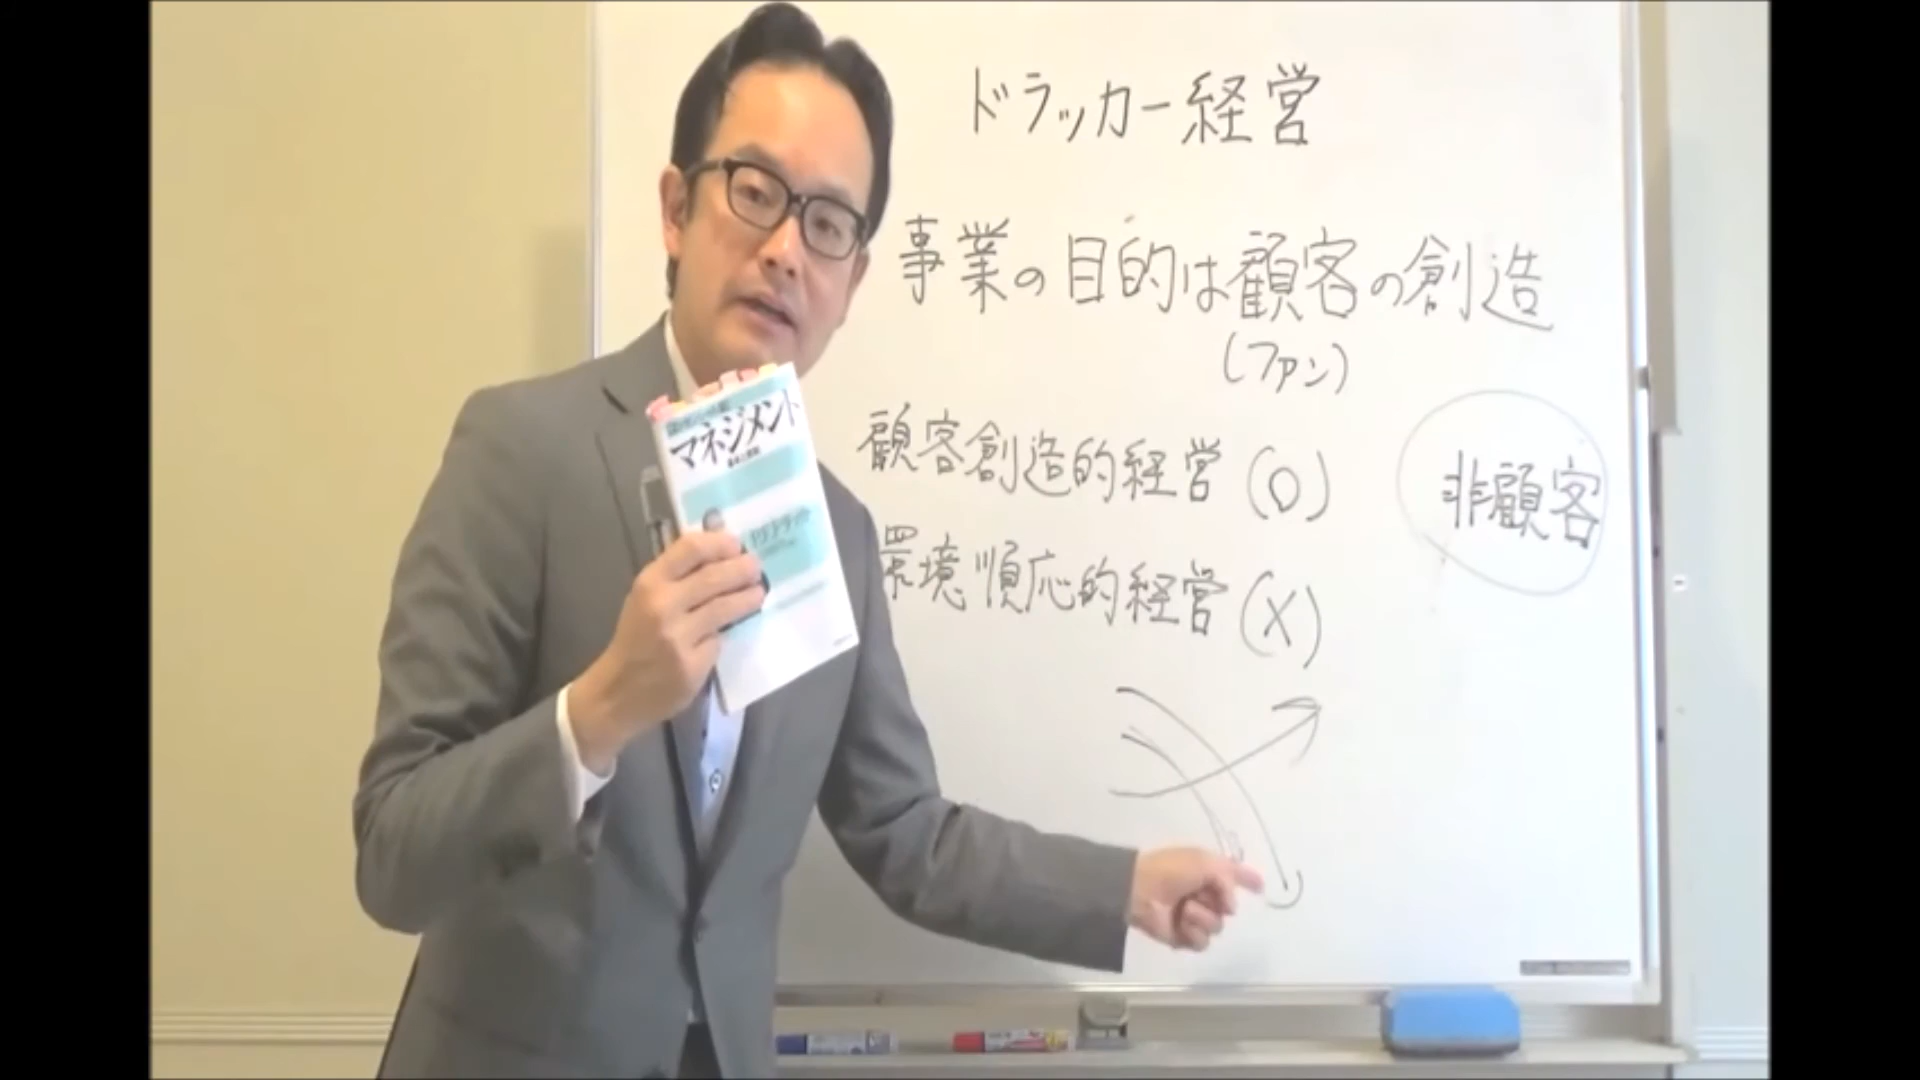 ドラッカー経営
事業の目的は顧客の創造
(ファン)
顧客創造的経営(O)
非顧客
環境順応的経営(X)
マネジメント